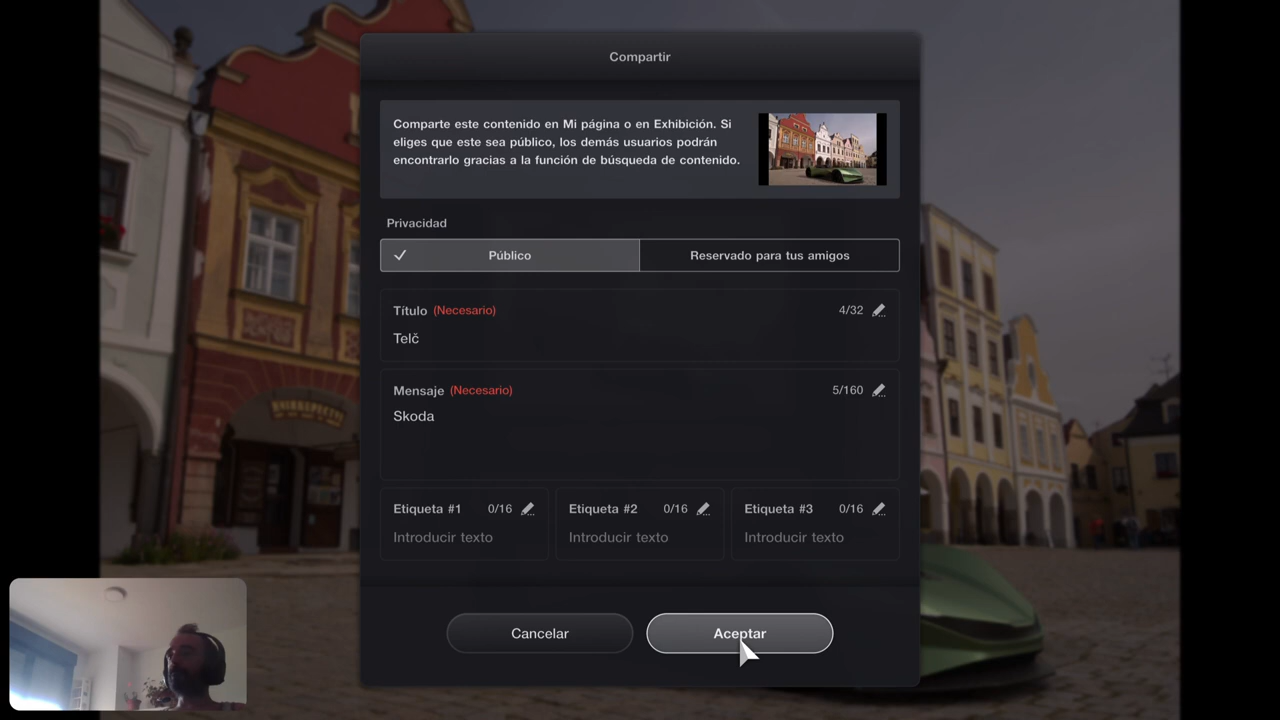 Compartir
Comparte este contenido en Mi página o en Exhibición. Si
eliges que este sea público, los demás usuarios podrán
encontrarlo gracias a la función de búsqueda de contenido.
Privacidad
Público
Reservado para tus amigos
Título (Necesario) 4/32
Telč
Mensaje (Necesario) 5/160
Skoda
Etiqueta #1 0/16
Introducir texto
Etiqueta #2 0/16
Introducir texto
Etiqueta #3 0/16
Introducir texto
Cancelar
Aceptar